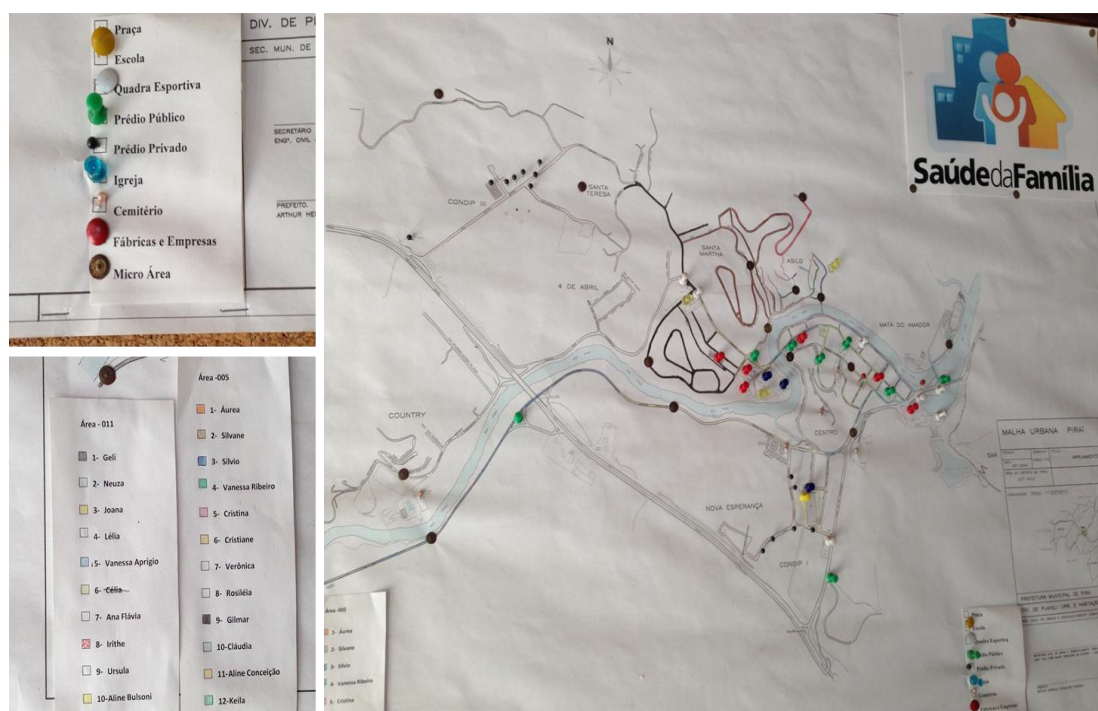 Praça
Escola
Quadra Esportiva
Prédio Público
Prédio Privado
Igreja
Cemitério
Fábricas e Empresas
Micro Área
DIV. DE
SEC. MUN. DE
SECRETÁRIO
ENGº. CIVIL
PREFEITO.
ARTHUR
Área - 011
1- Geli
2- Neuza
3- Joana
4- Lélia
5- Vanessa Aprigio
6- Célia
7- Ana Flávia
8- Irithe
9- Ursula
10-Aline Bulsoni
Área -005
1- Áurea
2- Silvane
3- Silvio
4- Vanessa Ribeiro
5- Cristina
6- Cristiane
7- Verônica
8- Rosiléia
9- Gilmar
10-Cláudia
11-Aline Conceição
12-Keila
N
SaúdedaFamília
CONDIP III
SANTA
TERESA
SANTA
MARTHA
ASILO
4 DE ABRIL
MATA DO AMADOR
COUNTRY
CENTRO
NOVA ESPERANÇA
CONDIP I
MALHA URBANA PIRAÍ
PREFEITURA MUNICIPAL DE PIRAÍ
Área -005
1- Áurea
2- Silvane
3- Silvio
4- Vanessa Ribeiro
5- Cristina
Praça
Escola
Quadra Esportiva
Prédio Público
Prédio Privado
Igreja
Cemitério
Fábricas e Empresas